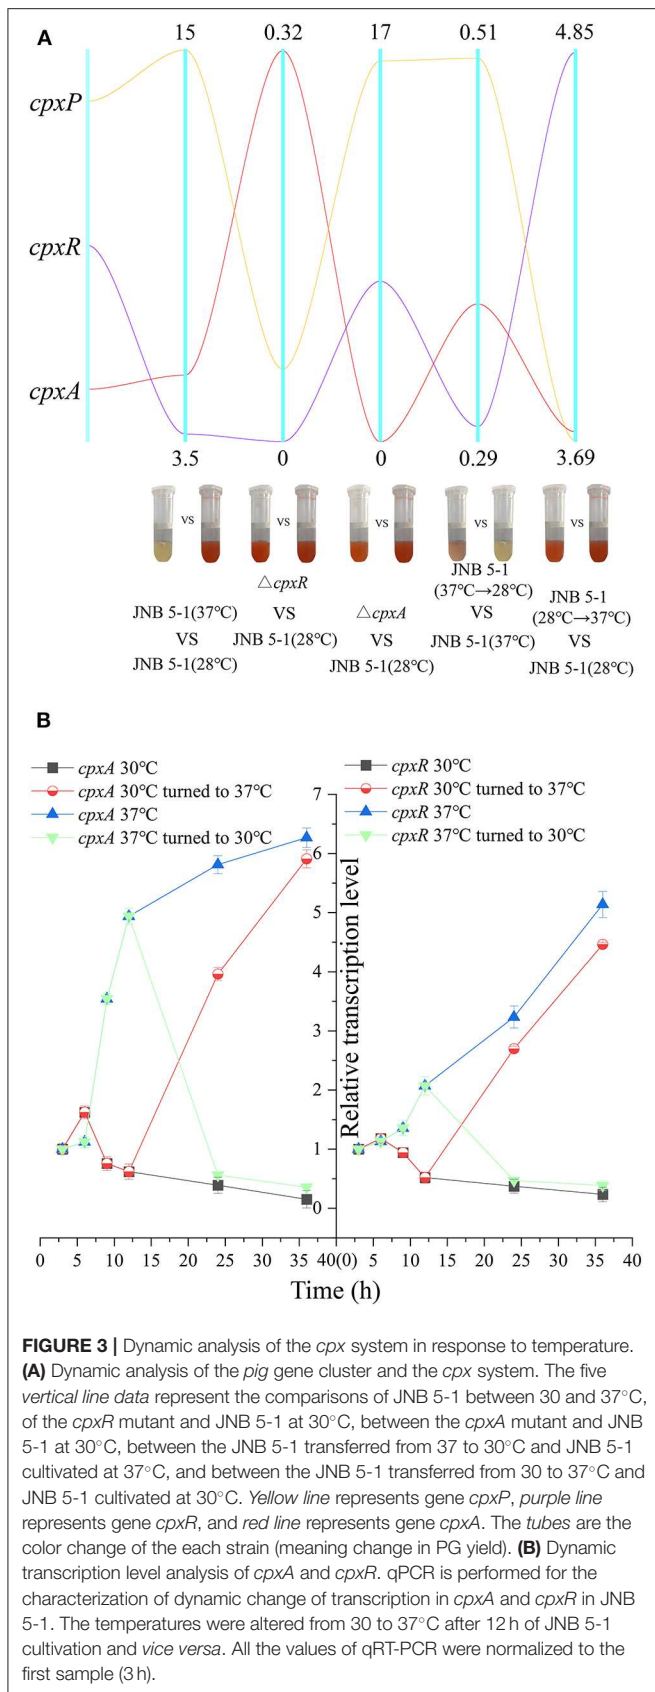 A
15 0.32 17 0.51 4.85
cpxP
cpxR
cpxA
3.5 0 0 0.29 3.69
VS VS VS VS VS
JNB 5-1(37°C)
VS
JNB 5-1(28°C)
△cpxR
VS
JNB 5-1(28°C)
△cpxA
VS
JNB 5-1(28°C)
JNB 5-1
(37°C→28°C)
VS
JNB 5-1(37°C)
JNB 5-1
(28°C→37°C)
VS
JNB 5-1(28°C)
B
cpxA 30°C
cpxA 30°C turned to 37°C
cpxA 37°C
cpxA 37°C turned to 30°C
cpxR 30°C
cpxR 30°C turned to 37°C
cpxR 37°C
cpxR 37°C turned to 30°C
7
6
5
4
3
2
1
0
Relative transcription level
0 5 10 15 20 25 30 35 40(0) 5 10 15 20 25 30 35 40
Time (h)
FIGURE 3 | Dynamic analysis of the cpx system in response to temperature.
(A) Dynamic analysis of the pig gene cluster and the cpx system. The five
vertical line data represent the comparisons of JNB 5-1 between 30 and 37°C,
of the cpxR mutant and JNB 5-1 at 30°C, between the cpxA mutant and JNB
5-1 at 30°C, between the JNB 5-1 transferred from 37 to 30°C and JNB 5-1
cultivated at 37°C, and between the JNB 5-1 transferred from 30 to 37°C and
JNB 5-1 cultivated at 30°C. Yellow line represents gene cpxP, purple line
represents gene cpxR, and red line represents gene cpxA. The tubes are the
color change of the each strain (meaning change in PG yield). (B) Dynamic
transcription level analysis of cpxA and cpxR. qPCR is performed for the
characterization of dynamic change of transcription in cpxA and cpxR in JNB
5-1. The temperatures were altered from 30 to 37°C after 12 h of JNB 5-1
cultivation and vice versa. All the values of qRT-PCR were normalized to the
first sample (3 h).